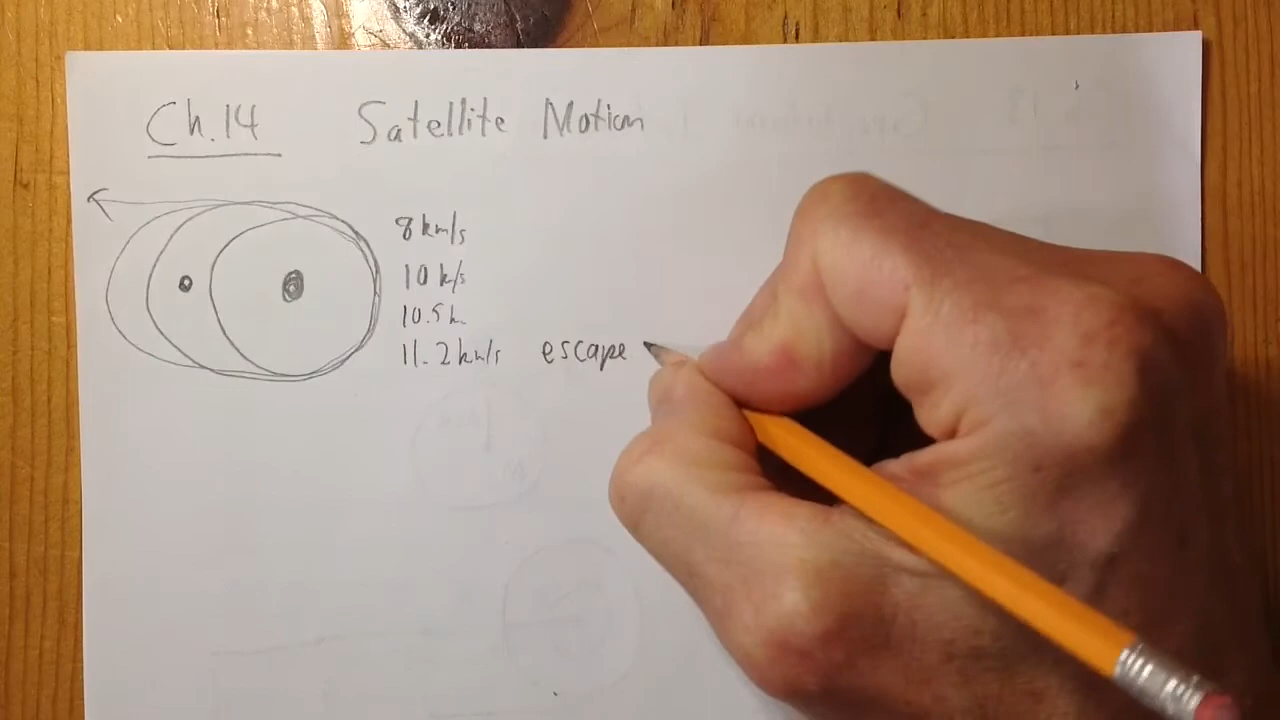 Ch.14 Satellite Motion
8 km/s
10 k/s
10.5 k
11.2 km/s escape